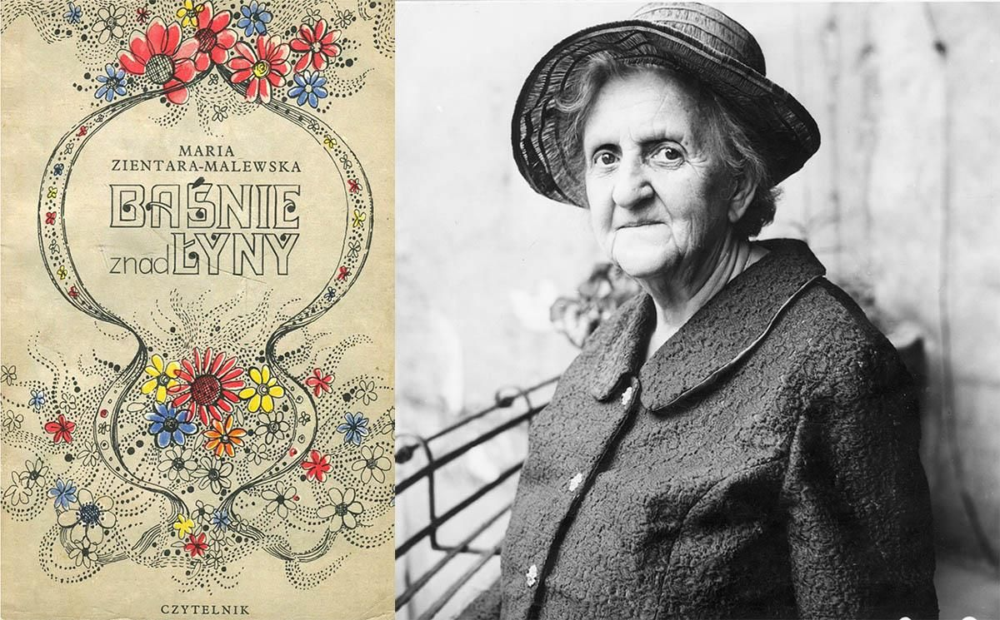 MARIA
ZIENTARA-MALEWSKA
BAŚNIE
znad ŁYNY
CZYTELNIK